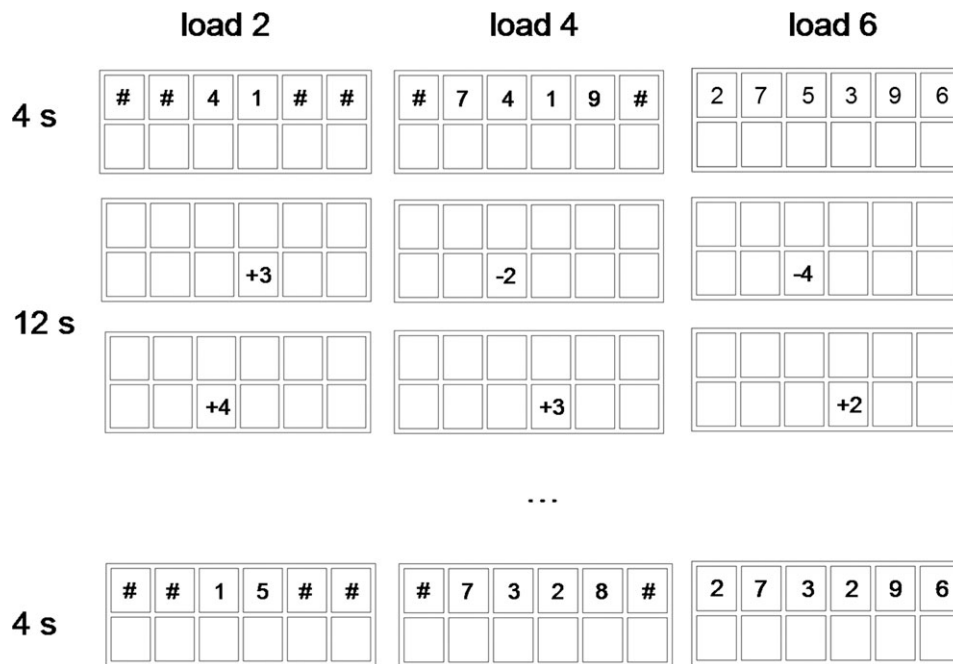 load 2 load 4 load 6
4 s
# # 4 1 # # # 7 4 1 9 # 2 7 5 3 9 6
+3 -2 -4
12 s
+4 +3 +2
...
# # 1 5 # # # 7 3 2 8 # 2 7 3 2 9 6
4 s